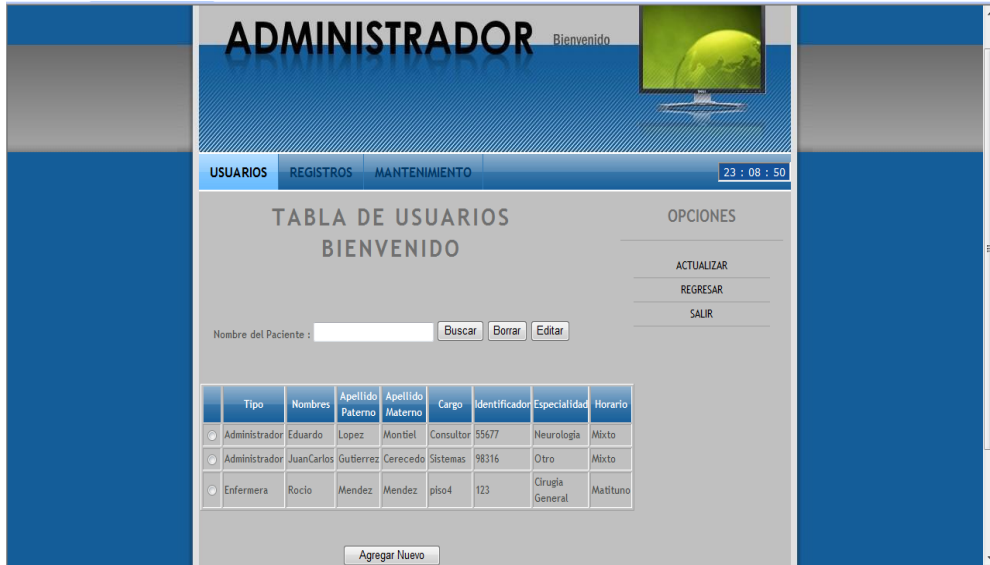 ADMINISTRADOR Bienvenido
USUARIOS REGISTROS MANTENIMIENTO 23 : 08 : 50
TABLA DE USUARIOS
BIENVENIDO
OPCIONES
ACTUALIZAR
REGRESAR
SALIR
Nombre del Paciente : Buscar Borrar Editar
Tipo Nombres Apellido Paterno Apellido Materno Cargo Identificador Especialidad Horario
Administrador Eduardo Lopez Montiel Consultor 55677 Neurologia Mixto
Administrador JuanCarlos Gutierrez Cerecedo Sistemas 98316 Otro Mixto
Enfermera Rocio Mendez Mendez piso4 123 Cirugia General Matituno
Agregar Nuevo